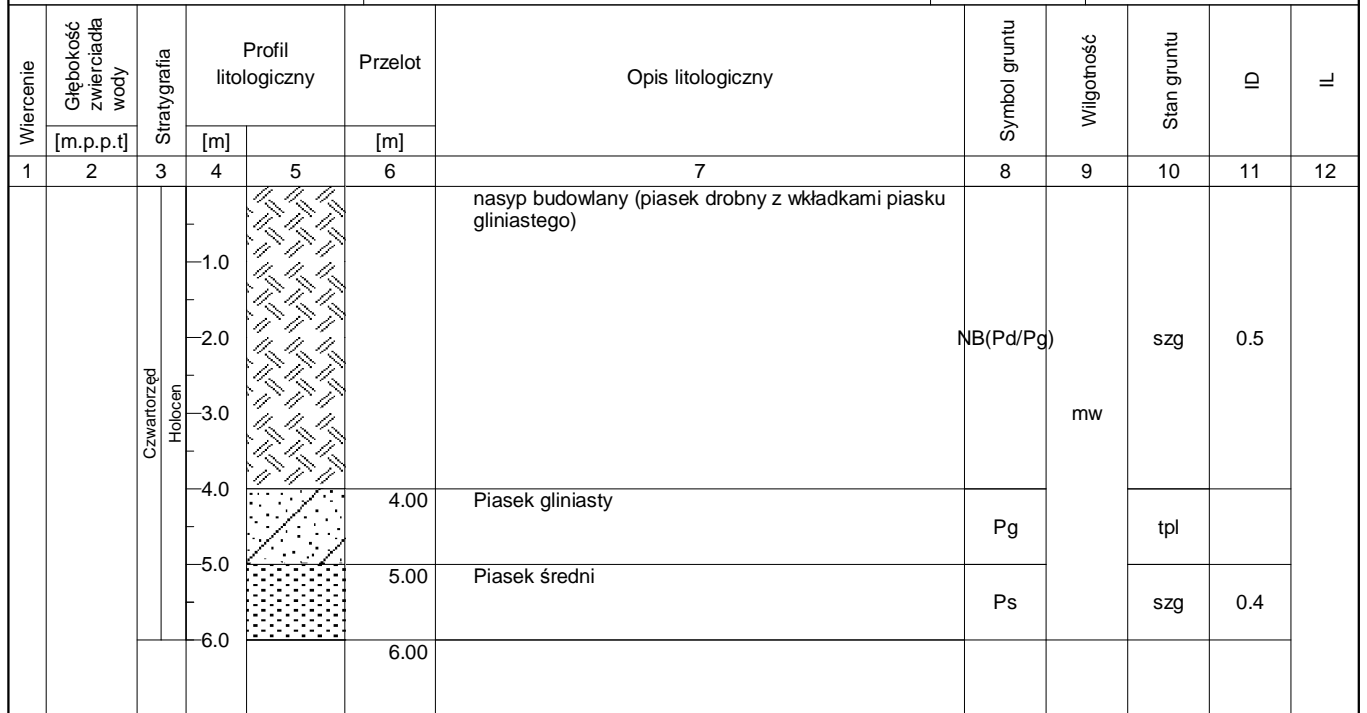 Wiercenie
Głębokość
zwierciadła
wody
Stratygrafia
Profil
litologiczny
Przelot
Opis litologiczny
Symbol gruntu
Wilgotność
Stan gruntu
ID
IL
[m.p.p.t]
[m]
[m]
1 2 3 4 5 6 7 8 9 10 11 12
nasyp budowlany (piasek drobny z wkładkami piasku
gliniastego)
1.0
2.0
NB(Pd/Pg)
szg
0.5
Czwartorzęd
Holocen
3.0
mw
4.0
4.00
Piasek gliniasty
Pg
tpl
5.0
5.00
Piasek średni
Ps
szg
0.4
6.0
6.00